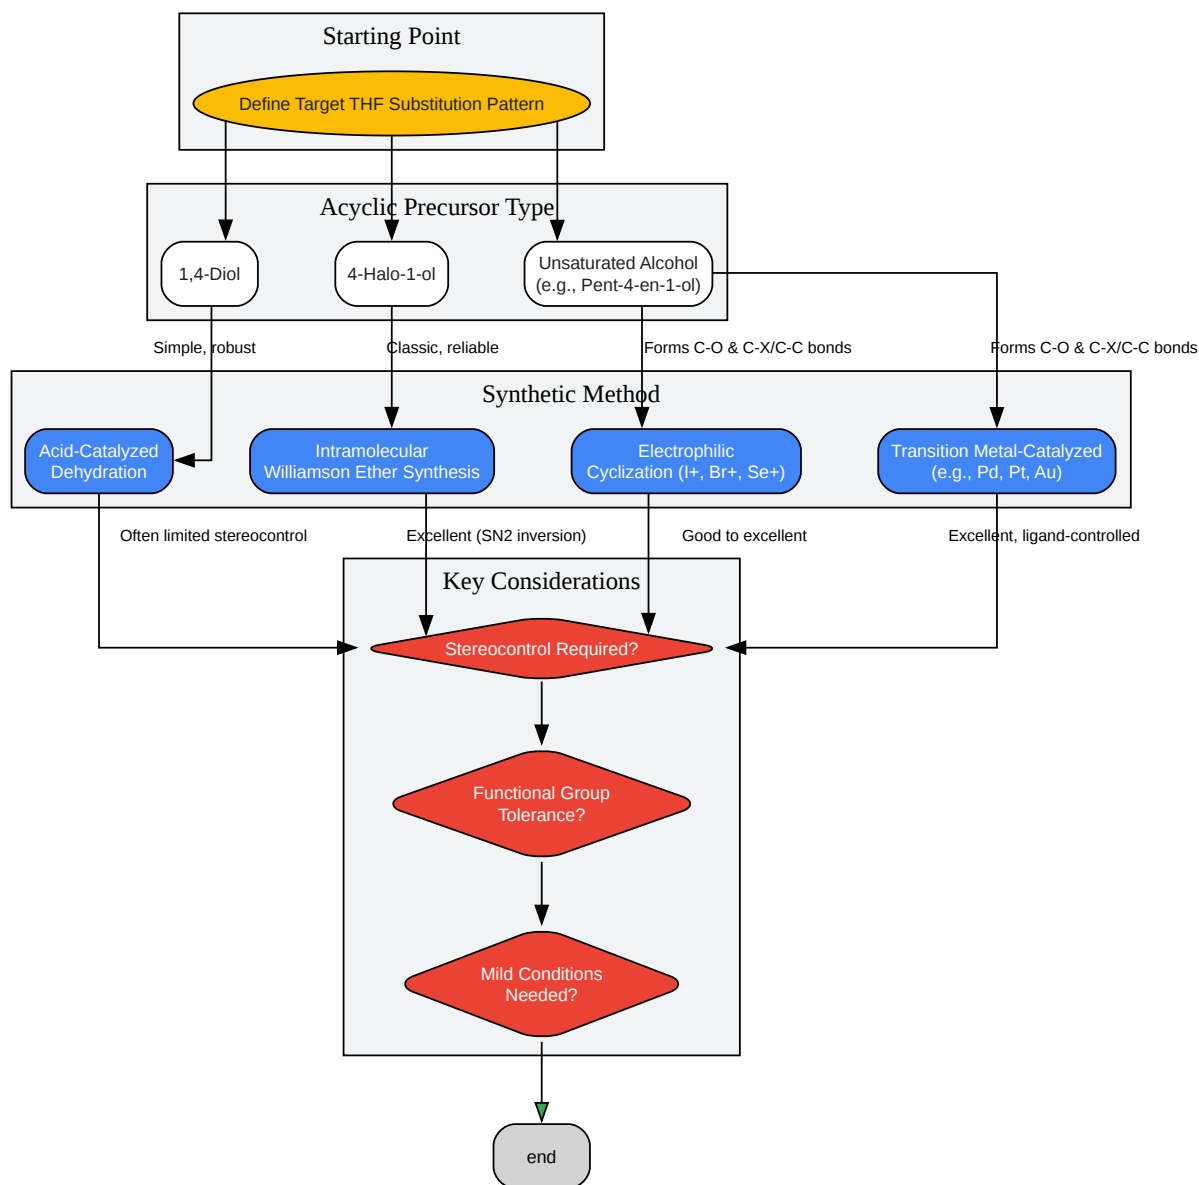 Starting Point
Define Target THF Substitution Pattern
Acyclic Precursor Type
1,4-Diol
4-Halo-1-ol
Unsaturated Alcohol
(e.g., Pent-4-en-1-ol)
Simple, robust
Classic, reliable
Forms C-O & C-X/C-C bonds
Forms C-O & C-X/C-C bonds
Synthetic Method
Acid-Catalyzed
Dehydration
Intramolecular
Williamson Ether Synthesis
Electrophilic
Cyclization (I+, Br+, Se+)
Transition Metal-Catalyzed
(e.g., Pd, Pt, Au)
Often limited stereocontrol
Excellent (SN2 inversion)
Good to excellent
Excellent, ligand-controlled
Key Considerations
Stereocontrol Required?
Functional Group
Tolerance?
Mild Conditions
Needed?
end